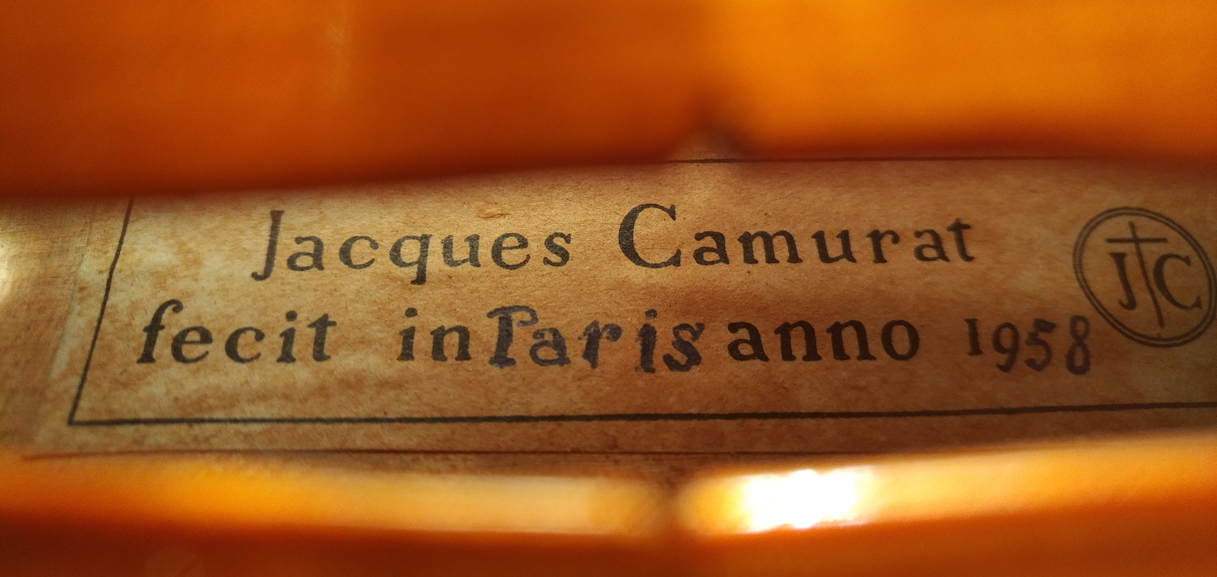 Jacques Camurat
fecit in Paris anno 1958
JC